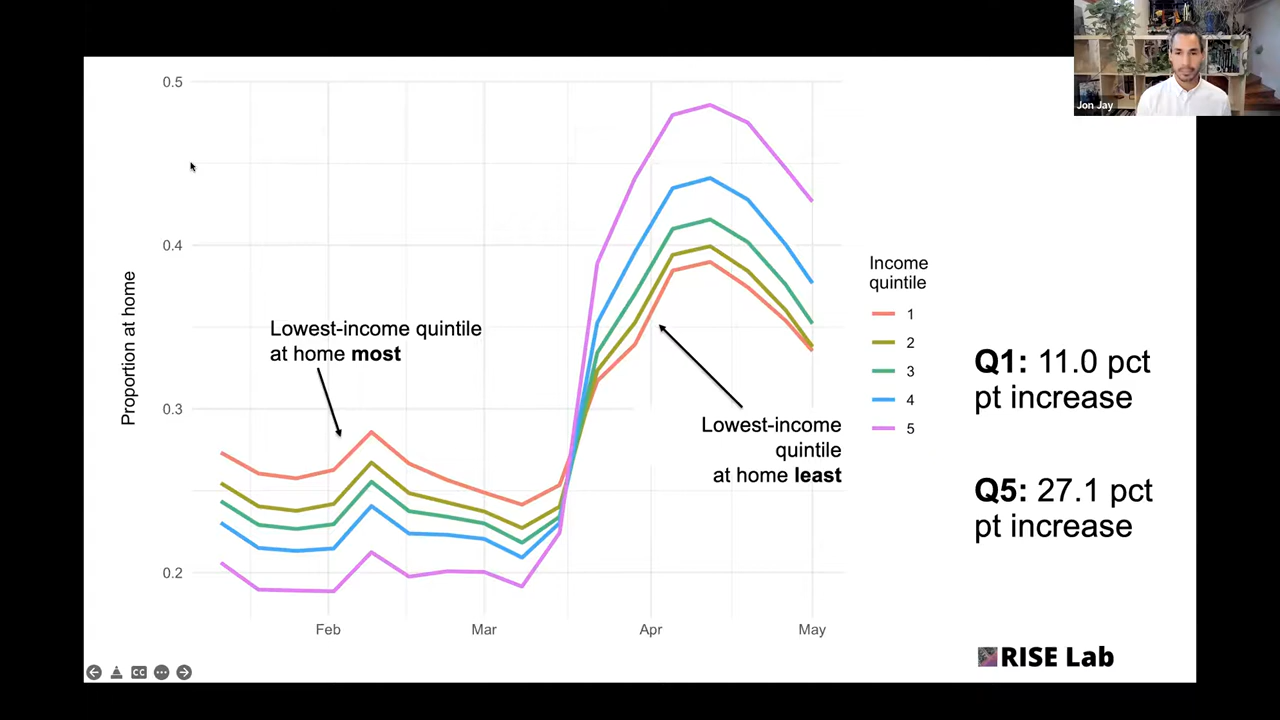 Jon Jay
0.5
0.4
0.3
0.2
Proportion at home
Feb
Mar
Apr
May
Lowest-income quintile
at home most
Lowest-income
quintile
at home least
Income
quintile
1
2
3
4
5
Q1: 11.0 pct
pt increase
Q5: 27.1 pct
pt increase
RISE Lab
CC